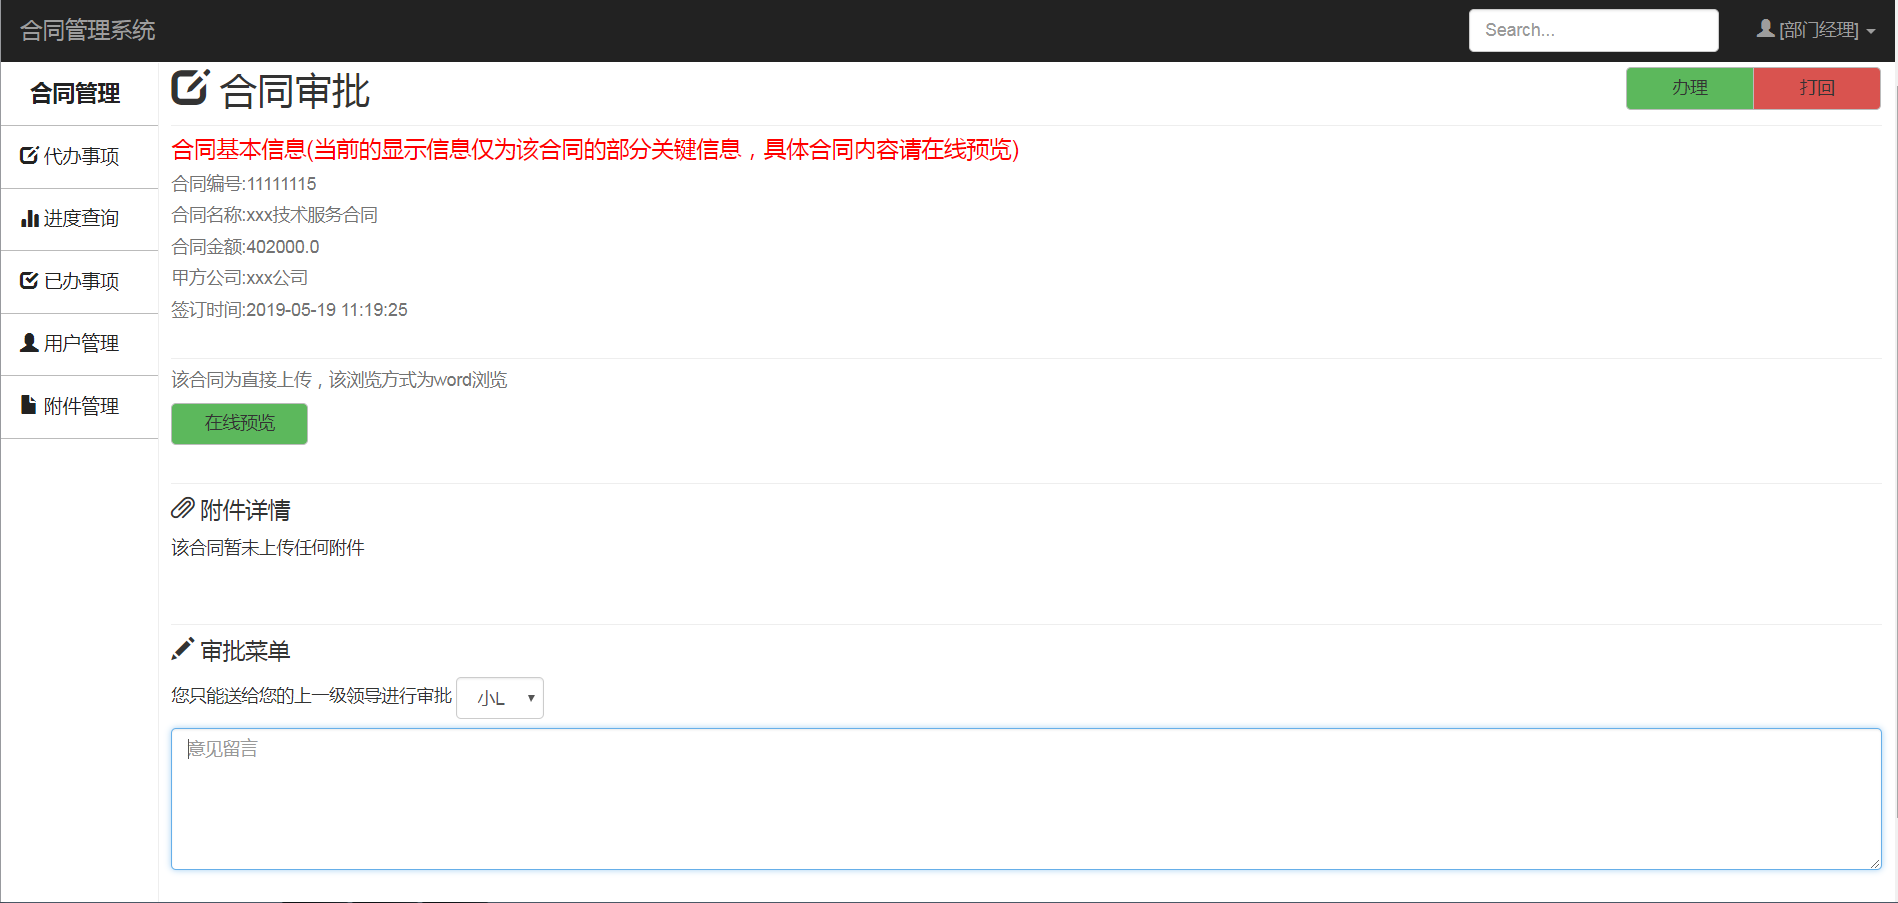 合同管理系统
Search...
[部门经理]
合同管理
代办事项
进度查询
已办事项
用户管理
附件管理
合同审批
办理
打回
合同基本信息(当前的显示信息仅为该合同的部分关键信息，具体合同内容请在线预览)
合同编号:11111115
合同名称:xxx技术服务合同
合同金额:402000.0
甲方公司:xxx公司
签订时间:2019-05-19 11:19:25
该合同为直接上传，该浏览方式为word浏览
在线预览
附件详情
该合同暂未上传任何附件
审批菜单
您只能送给您的上一级领导进行审批 小L
意见留言